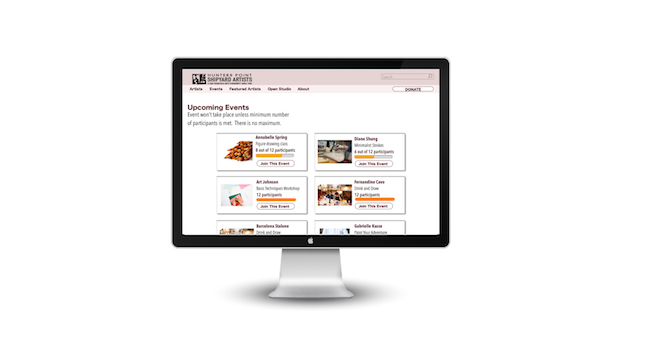 HUNTERS POINT
SHIPYARD ARTISTS
Search
Artists Events Featured Artists Open Studio About
DONATE
Upcoming Events
Event won't take place unless minimum number
of participants is met. There is no maximum.
Annabelle Spring
Figure drawing class
8 out of 12 participants
Join This Event
Diane Shung
Minimalist Strokes
6 out of 12 participants
Join This Event
Art Johnson
Basic Techniques Workshop
12 participants
Join This Event
Fernandino Cave
Drink and Draw
12 participants
Join This Event
Barcelona Stalone
Drink and Draw
Gabrielle Kasse
Paint Your Adventure